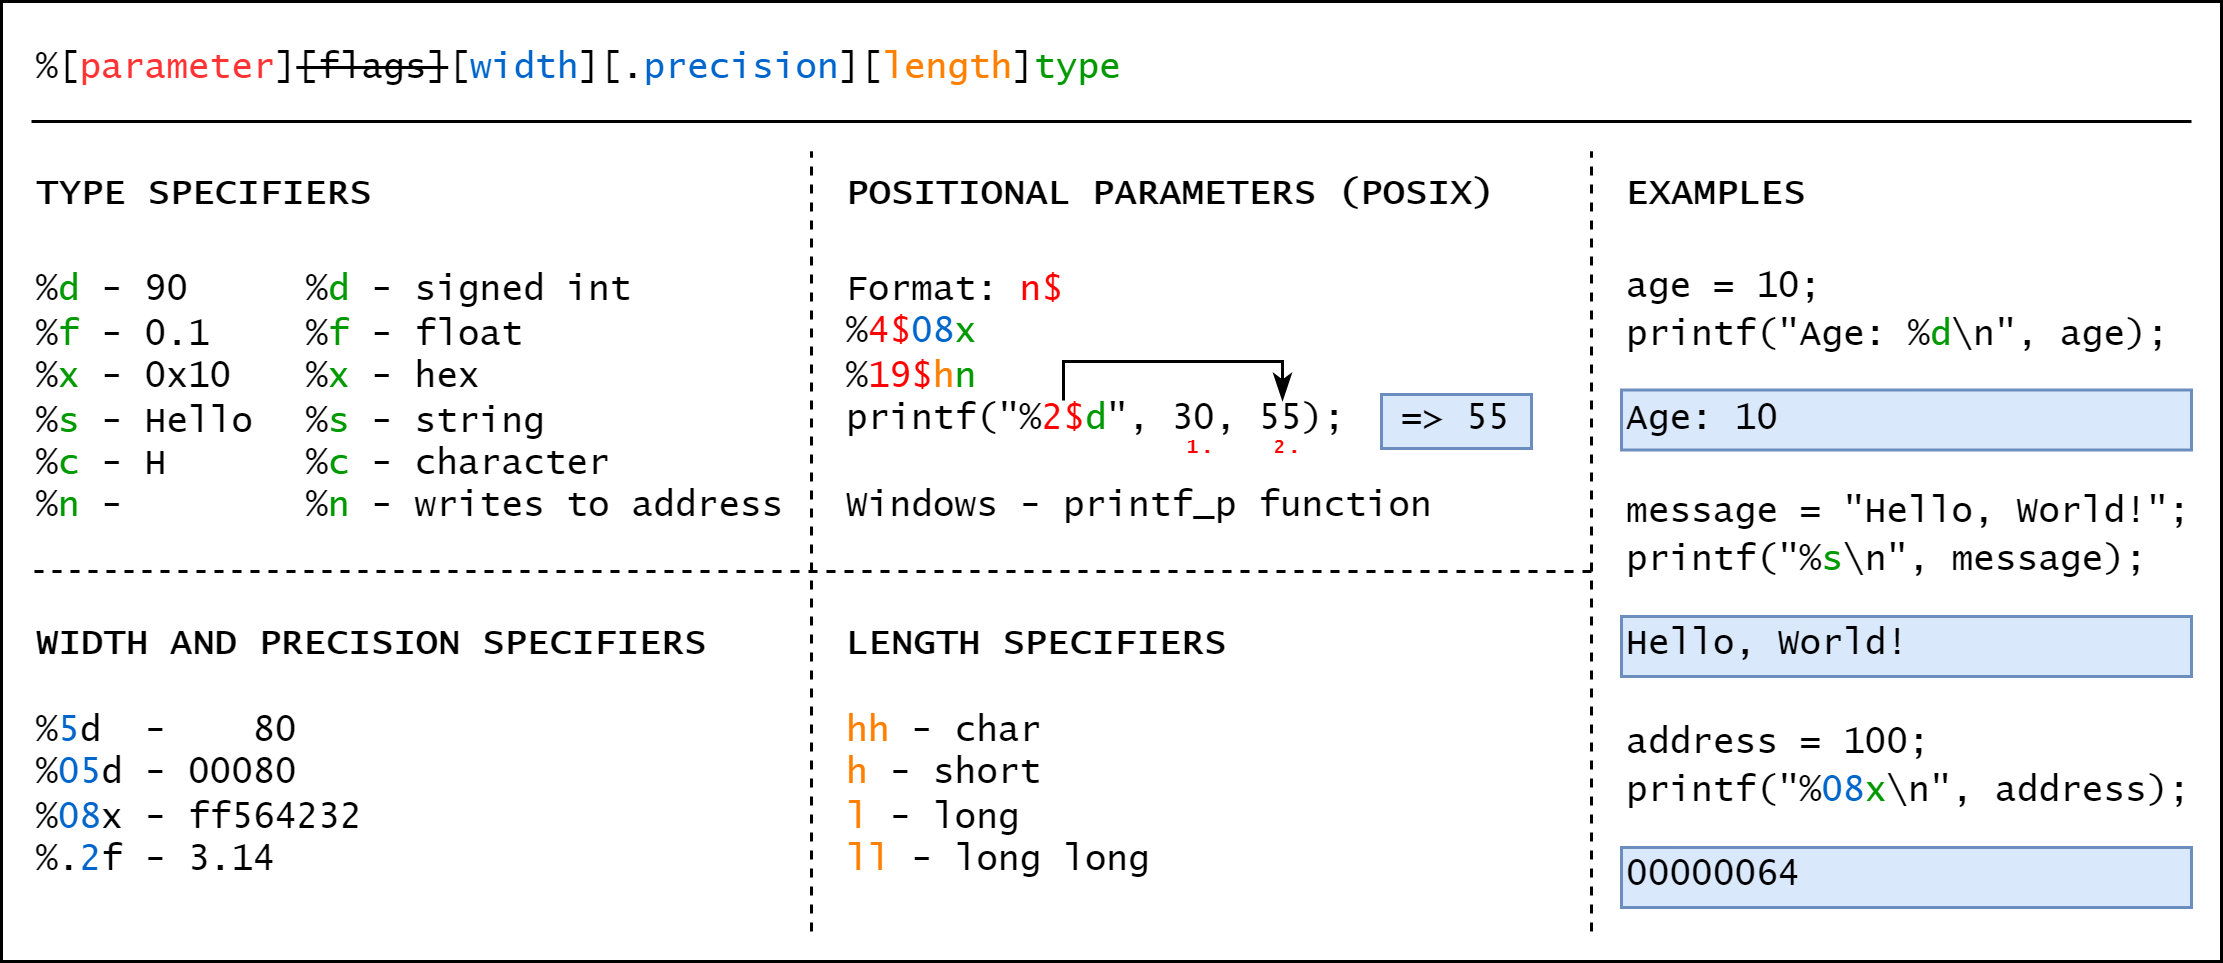 %[parameter][flags][width][.precision][length]type
TYPE SPECIFIERS
%d - 90 %d - signed int
%f - 0.1 %f - float
%x - 0x10 %x - hex
%s - Hello %s - string
%c - H %c - character
%n - %n - writes to address
POSITIONAL PARAMETERS (POSIX)
Format: n$
%4$08x
%19$hn
printf("%2$d", 30, 55); => 55
1. 2.
Windows - printf_p function
WIDTH AND PRECISION SPECIFIERS
%5d -    80
%05d - 00080
%08x - ff564232
%.2f - 3.14
LENGTH SPECIFIERS
hh - char
h - short
l - long
ll - long long
EXAMPLES
age = 10;
printf("Age: %d\n", age);
Age: 10
message = "Hello, World!";
printf("%s\n", message);
Hello, World!
address = 100;
printf("%08x\n", address);
00000064